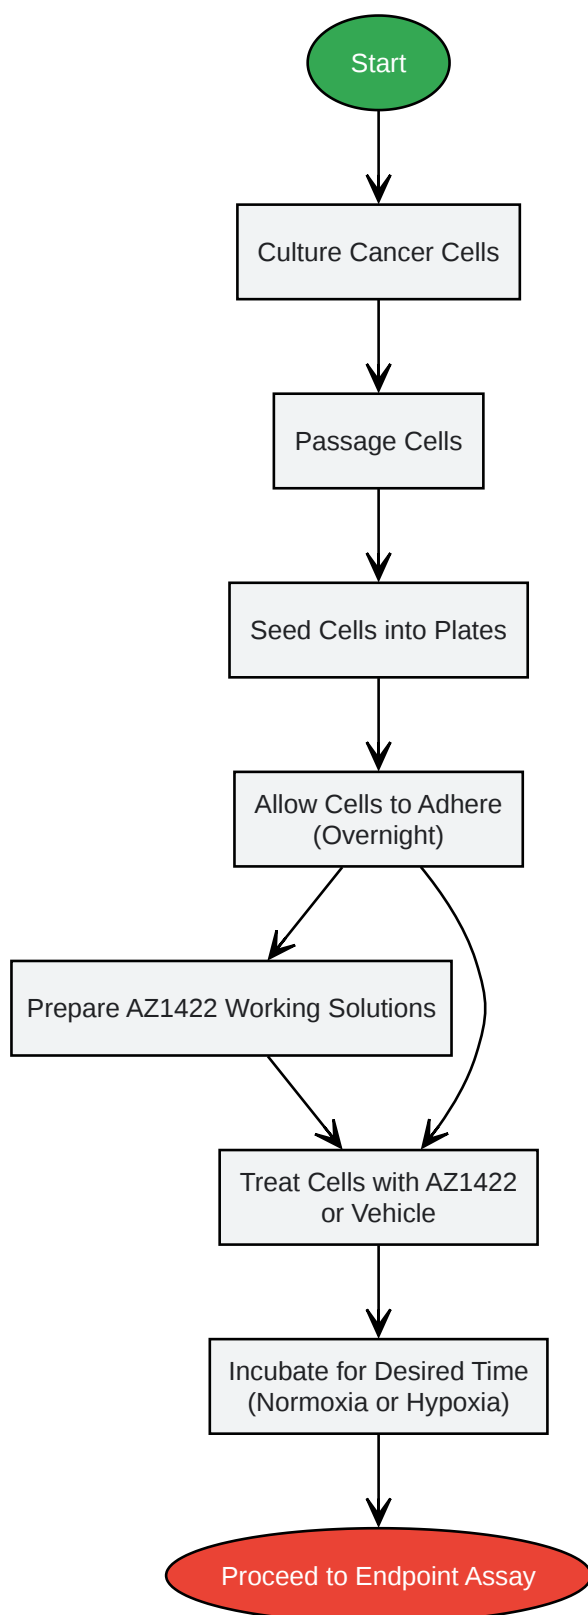 Start
Culture Cancer Cells
Passage Cells
Seed Cells into Plates
Allow Cells to Adhere
(Overnight)
Prepare AZ1422 Working Solutions
Treat Cells with AZ1422
or Vehicle
Incubate for Desired Time
(Normoxia or Hypoxia)
Proceed to Endpoint Assay